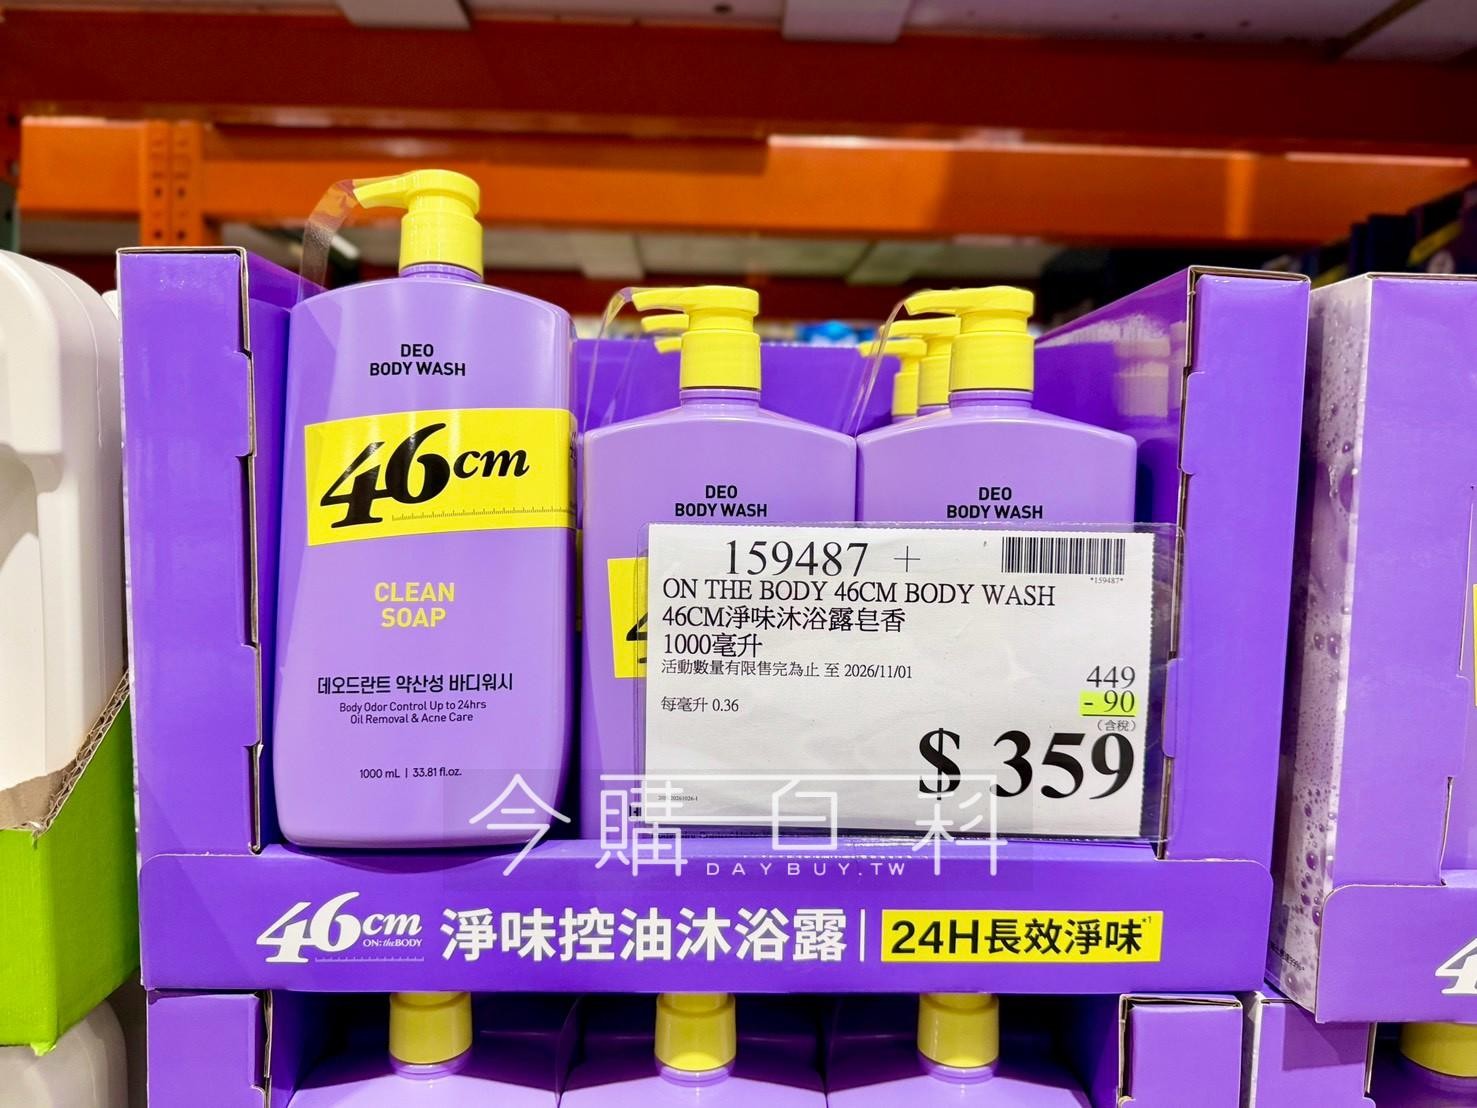 DEO
BODY WASH
46cm
CLEAN
SOAP
데오드란트 약산성 바디워시
Body Odor Control Up to 24hrs
Oil Removal & Acne Care
1000 mL | 33.81 fl.oz.
DEO
BODY WASH
DEO
BODY WASH
159487 +
*159487*
ON THE BODY 46CM BODY WASH
46CM淨味沐浴露皂香
1000毫升
活動數量有限售完為止 至 2026/11/01
每毫升 0.36
449
- 90
(含稅)
$ 359
今購百科
DAYBUY.TW
46cm
ON: the BODY
淨味控油沐浴露 | 24H長效淨味*1